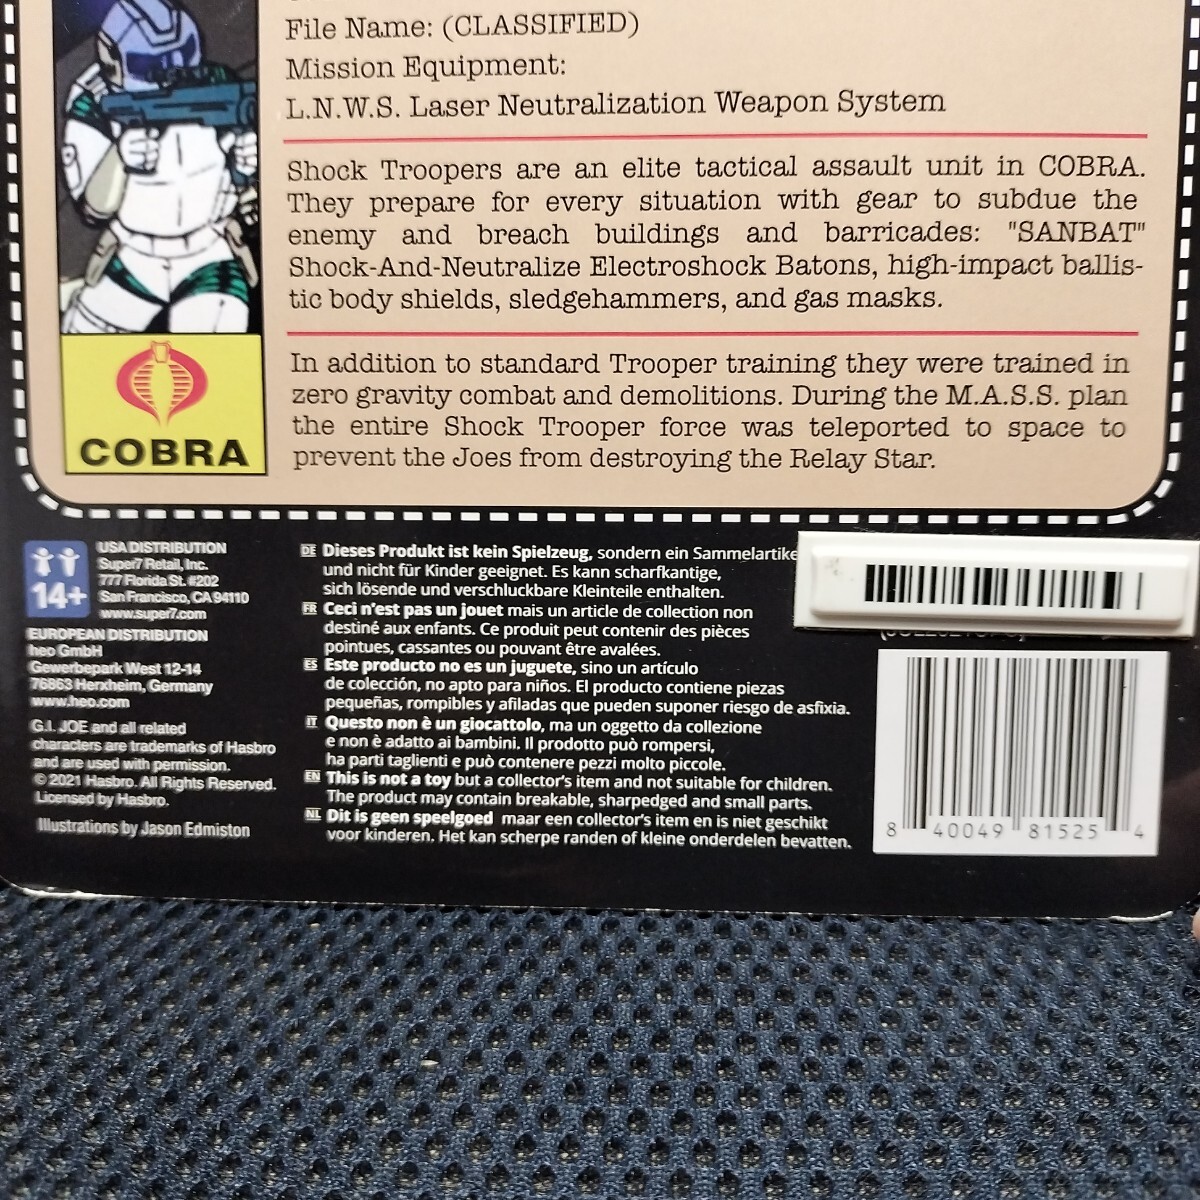 File Name: (CLASSIFIED)
Mission Equipment:
L.N.W.S. Laser Neutralization Weapon System
Shock Troopers are an elite tactical assault unit in COBRA.
They prepare for every situation with gear to subdue the
enemy and breach buildings and barricades: "SANBAT"
Shock-And-Neutralize Electroshock Batons, high-impact ballis-
tic body shields, sledgehammers, and gas masks.
In addition to standard Trooper training they were trained in
zero gravity combat and demolitions. During the M.A.S.S. plan
the entire Shock Trooper force was teleported to space to
prevent the Joes from destroying the Relay Star.
COBRA
14+
USA DISTRIBUTION
Super7 Retail, Inc.
777 Florida St. #202
San Francisco, CA 94110
www.super7.com
EUROPEAN DISTRIBUTION
heo GmbH
Gewerbepark West 12-14
76863 Herxheim, Germany
www.heo.com
G.I. JOE and all related
characters are trademarks of Hasbro
and are used with permission.
© 2021 Hasbro. All Rights Reserved.
Licensed by Hasbro.
Illustrations by Jason Edmiston
DE Dieses Produkt ist kein Spielzeug, sondern ein Sammelartike
und nicht für Kinder geeignet. Es kann scharfkantige,
sich lösende und verschluckbare Kleinteile enthalten.
FR Ceci n'est pas un jouet mais un article de collection non
destiné aux enfants. Ce produit peut contenir des pièces
pointues, cassantes ou pouvant être avalées.
ES Este producto no es un juguete, sino un artículo
de colección, no apto para niños. El producto contiene piezas
pequeñas, rompibles y afiladas que pueden suponer riesgo de asfixia.
IT Questo non è un giocattolo, ma un oggetto da collezione
e non è adatto ai bambini. Il prodotto può rompersi,
ha parti taglienti e può contenere pezzi molto piccole.
EN This is not a toy but a collector's item and not suitable for children.
The product may contain breakable, sharpedged and small parts.
NL Dit is geen speelgoed maar een collector's item en is niet geschikt
voor kinderen. Het kan scherpe randen of kleine onderdelen bevatten.
8 40049 81525 4